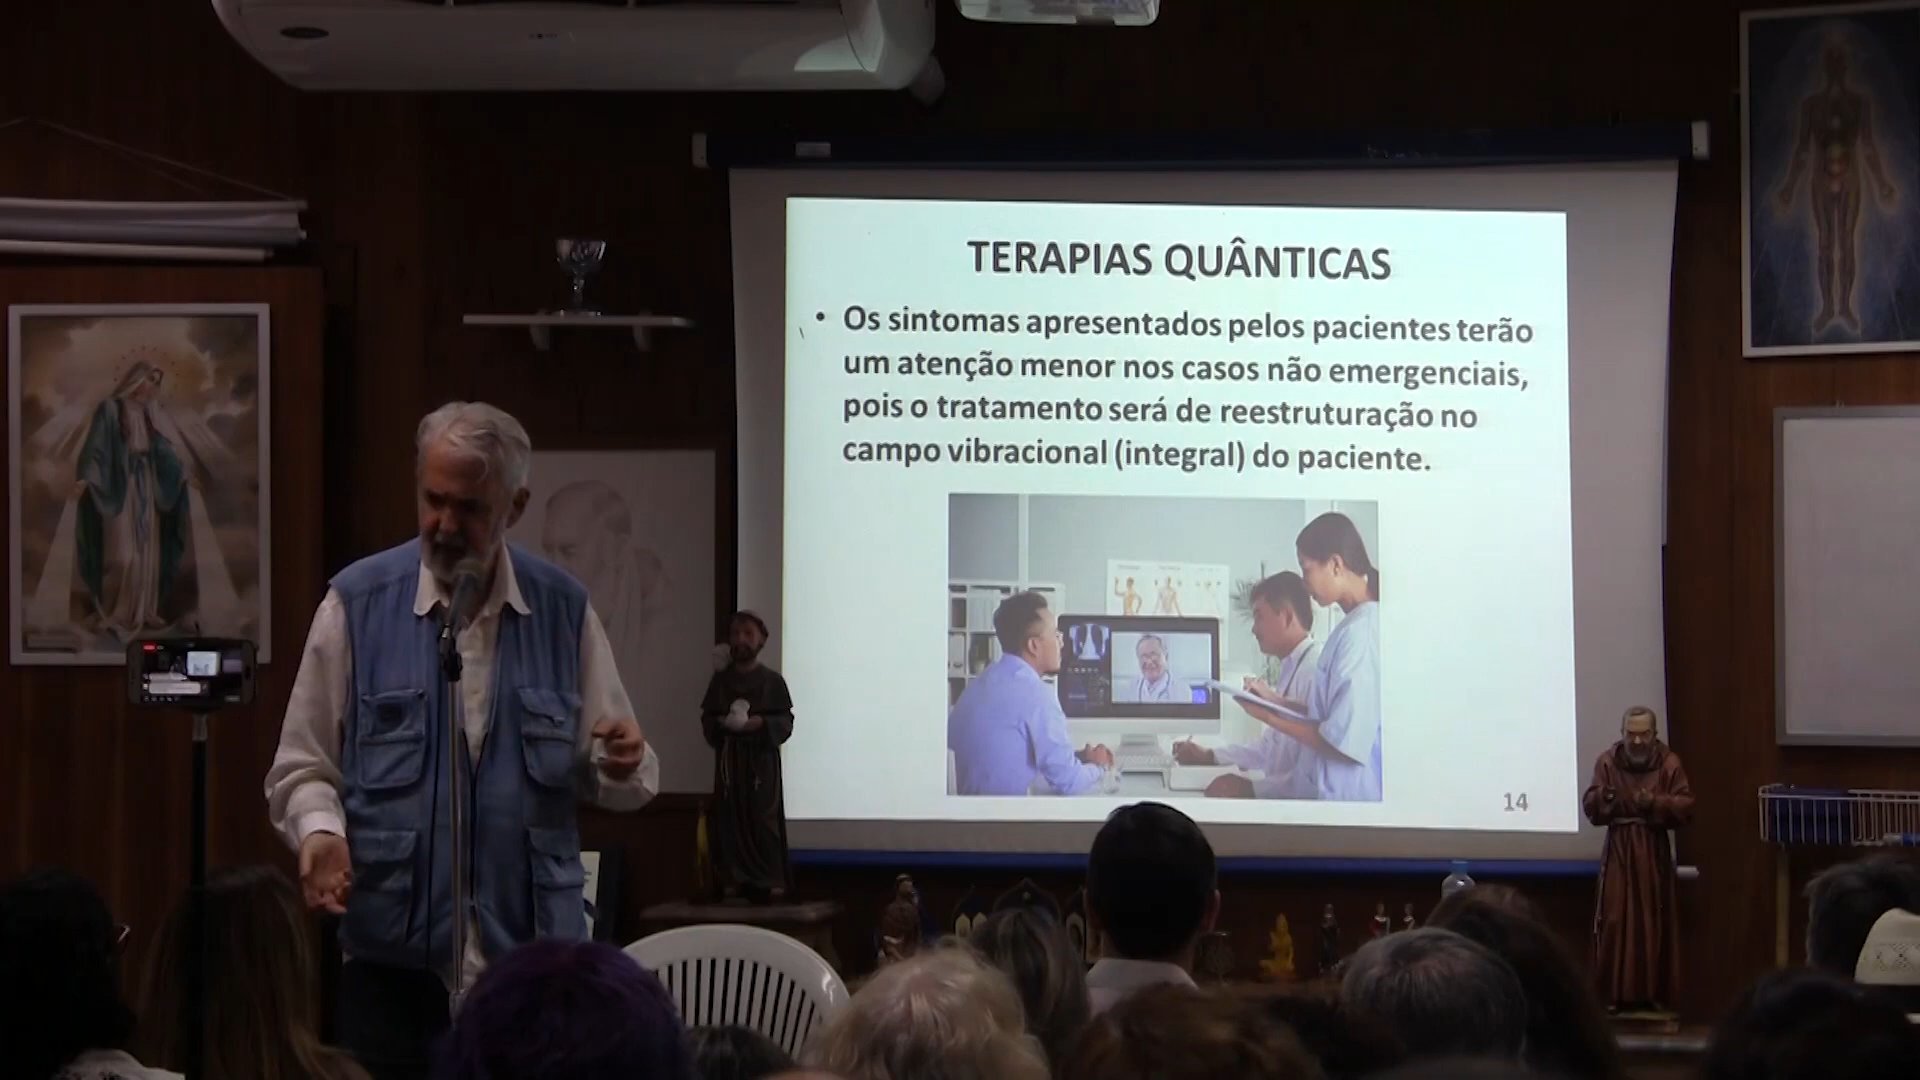 TERAPIAS QUÂNTICAS
• Os sintomas apresentados pelos pacientes terão
um atenção menor nos casos não emergenciais,
pois o tratamento será de reestruturação no
campo vibracional (integral) do paciente.
14